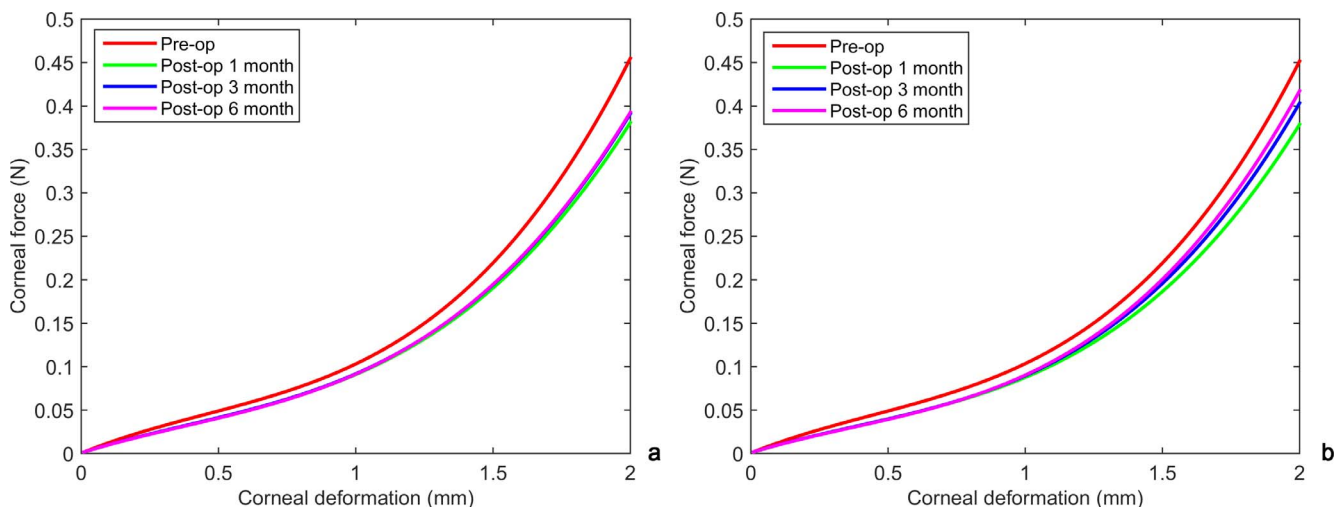 0.5
0.45
0.4
0.35
0.3
0.25
0.2
0.15
0.1
0.05
0
Corneal force (N)
Pre-op
Post-op 1 month
Post-op 3 month
Post-op 6 month
0 0.5 1 1.5 2
Corneal deformation (mm)
a
0.5
0.45
0.4
0.35
0.3
0.25
0.2
0.15
0.1
0.05
0
Corneal force (N)
Pre-op
Post-op 1 month
Post-op 3 month
Post-op 6 month
0 0.5 1 1.5 2
Corneal deformation (mm)
b